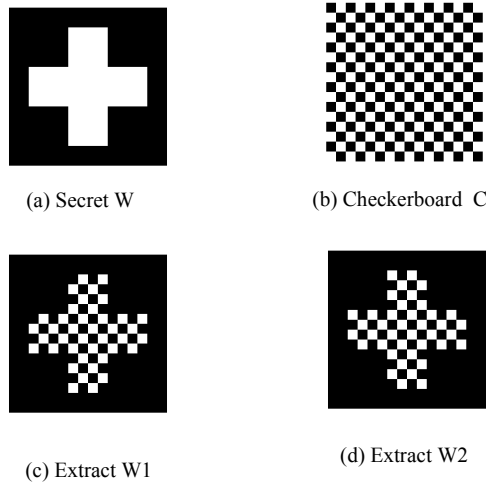 (a) Secret W
(b) Checkerboard C
(c) Extract W1
(d) Extract W2